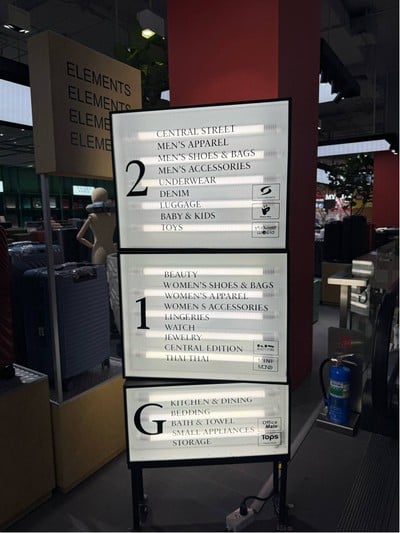 ELEMENTS
ELEMENTS
ELEME
ELEM
2
CENTRAL STREET
MEN'S APPAREL
MEN'S SHOES & BAGS
MEN'S ACCESSORIES
UNDERWEAR
DENIM
LUGGAGE
BABY & KIDS
TOYS
1
BEAUTY
WOMEN'S SHOES & BAGS
WOMEN'S APPAREL
WOMEN S ACCESSORIES
LINGERIES
WATCH
JEWELRY
CENTRAL EDITION
THAI THAI
G
KITCHEN & DINING
BEDDING
BATH & TOWEL
SMALL APPLIANCES
STORAGE
Office
Mate
Tops